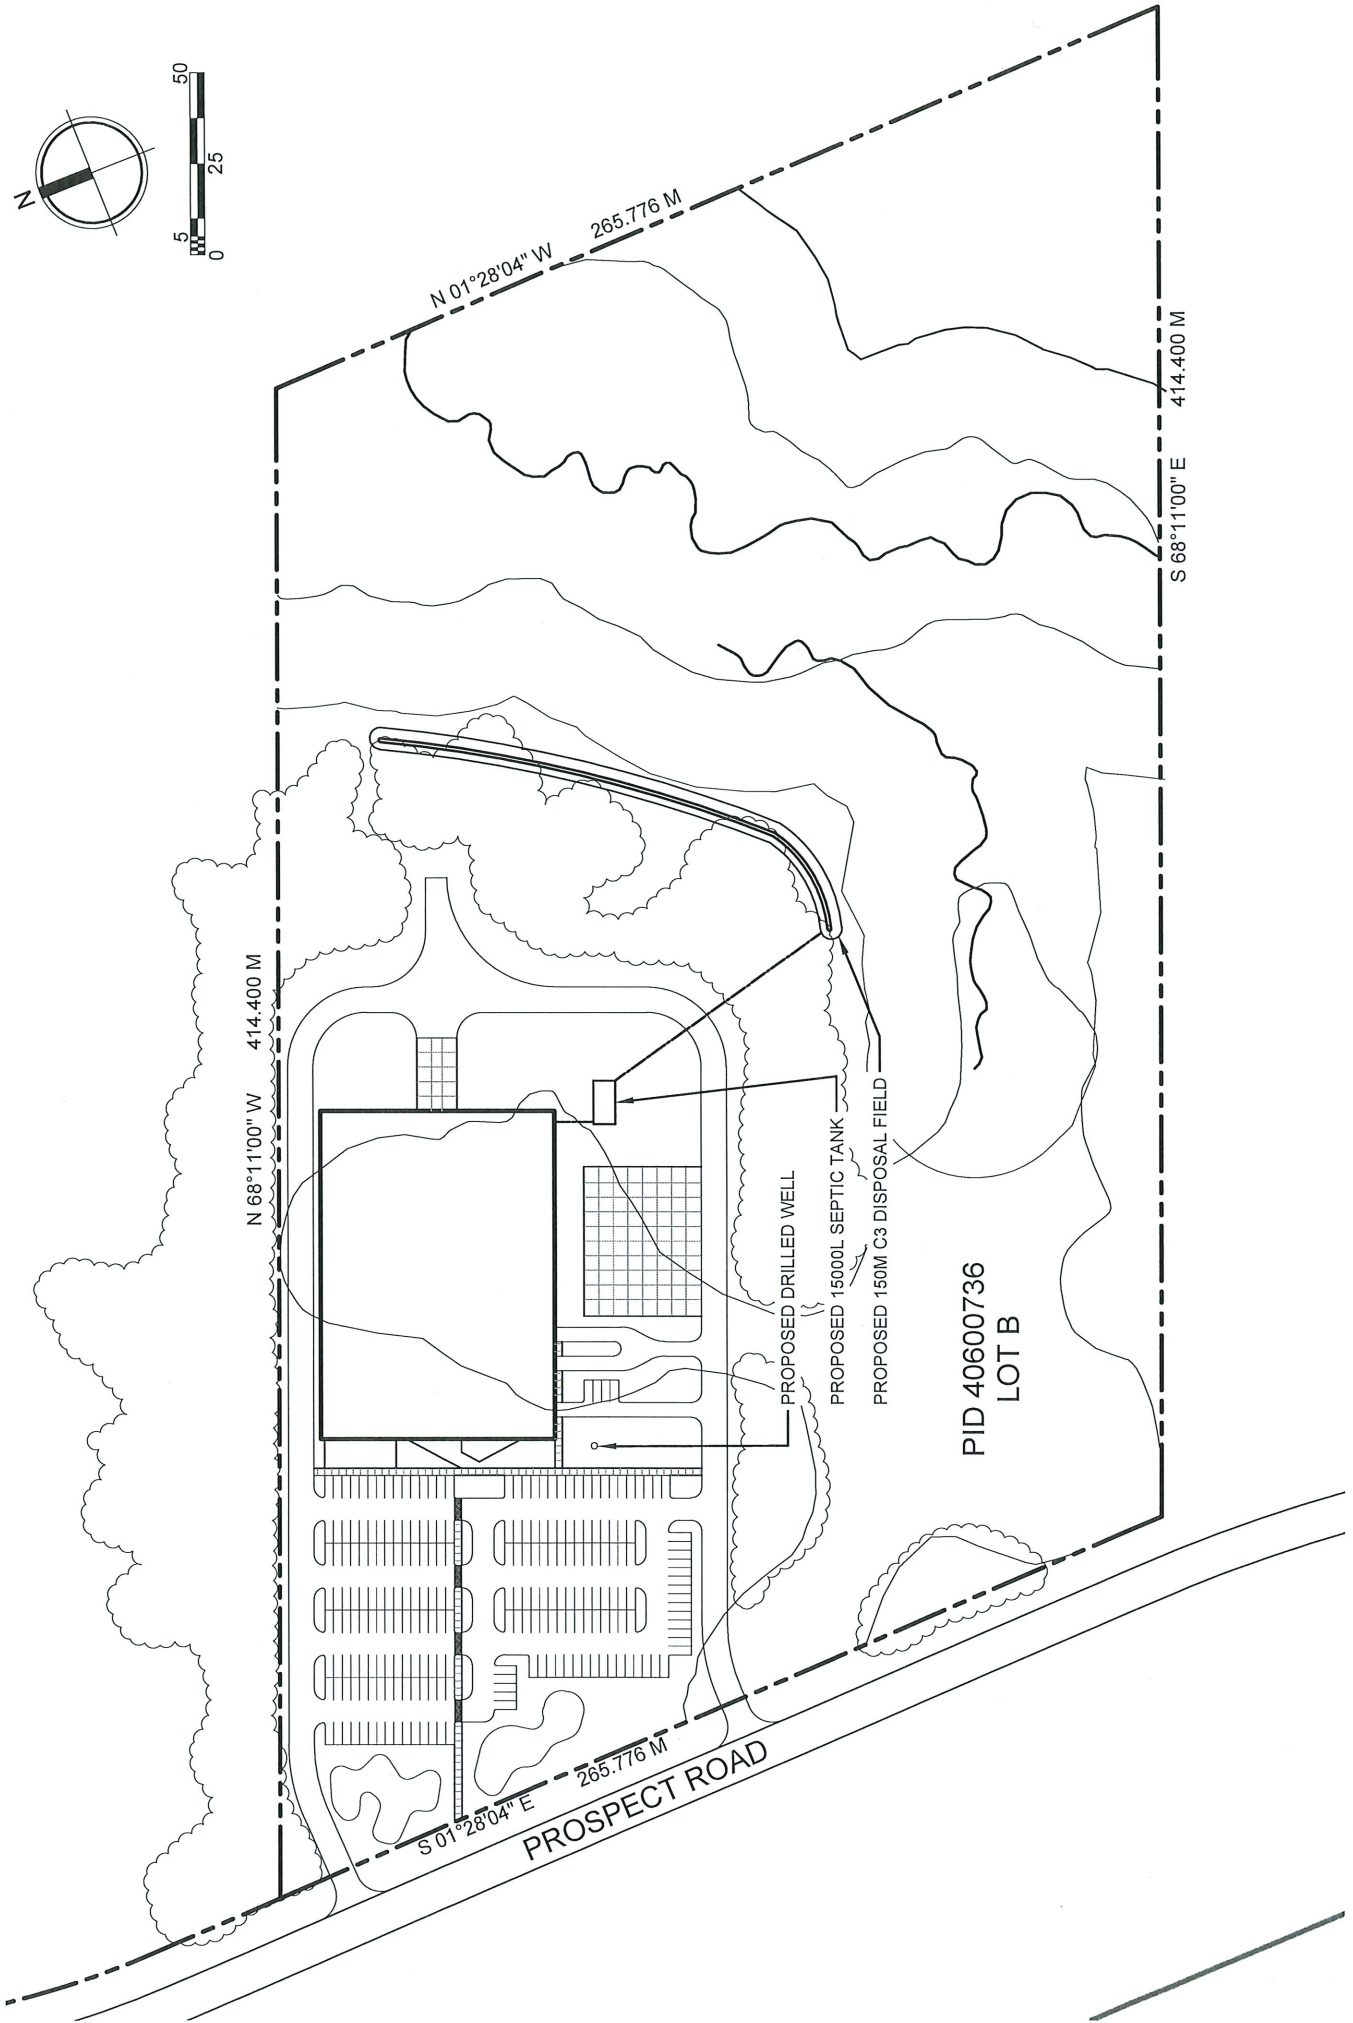 N
50
25
5
0
N 01°28'04" W
265.776 M
S 68°11'00" E
414.400 M
N 68°11'00" W
414.400 M
PROPOSED DRILLED WELL
PROPOSED 15000L SEPTIC TANK
PROPOSED 150M C3 DISPOSAL FIELD
PID 40600736
LOT B
S 01°28'04" E
265.776 M
PROSPECT ROAD